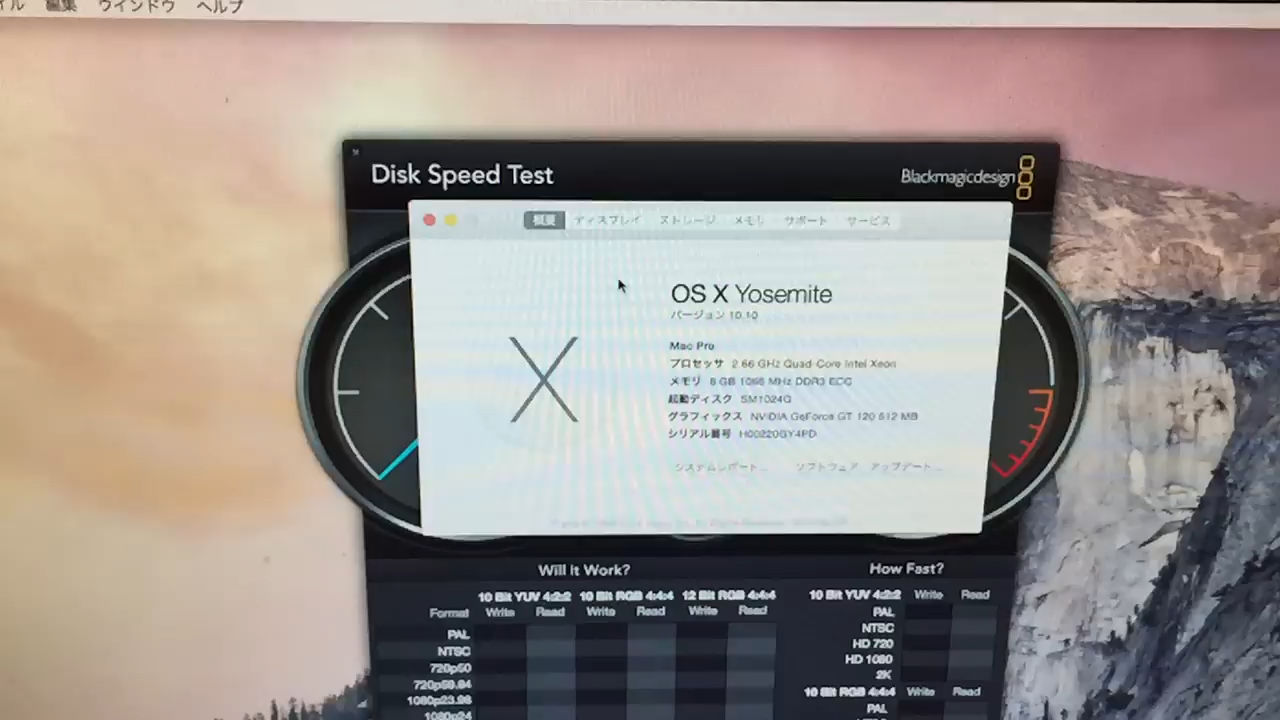 イル 編集 ウインドウ ヘルプ
Disk Speed Test
Blackmagicdesign
概要 ディスプレイ ストレージ メモリ サポート サービス
OS X Yosemite
バージョン 10.10
Mac Pro
プロセッサ 2.66 GHz Quad-Core Intel Xeon
メモリ 8 GB 1066 MHz DDR3 ECC
起動ディスク SM1024G
グラフィックス NVIDIA GeForce GT 120 512 MB
シリアル番号 H00220GY4PD
システムレポート... ソフトウェア アップデート...
Will it Work?
10 Bit YUV 4:2:2 10 Bit RGB 4:4:4 12 Bit RGB 4:4:4
Format Write Read Write Read Write Read
PAL
NTSC
720p50
720p59.94
1080p23.98
1080p24
How Fast?
10 Bit YUV 4:2:2 Write Read
PAL
NTSC
HD 720
HD 1080
2K
10 Bit RGB 4:4:4 Write Read
PAL